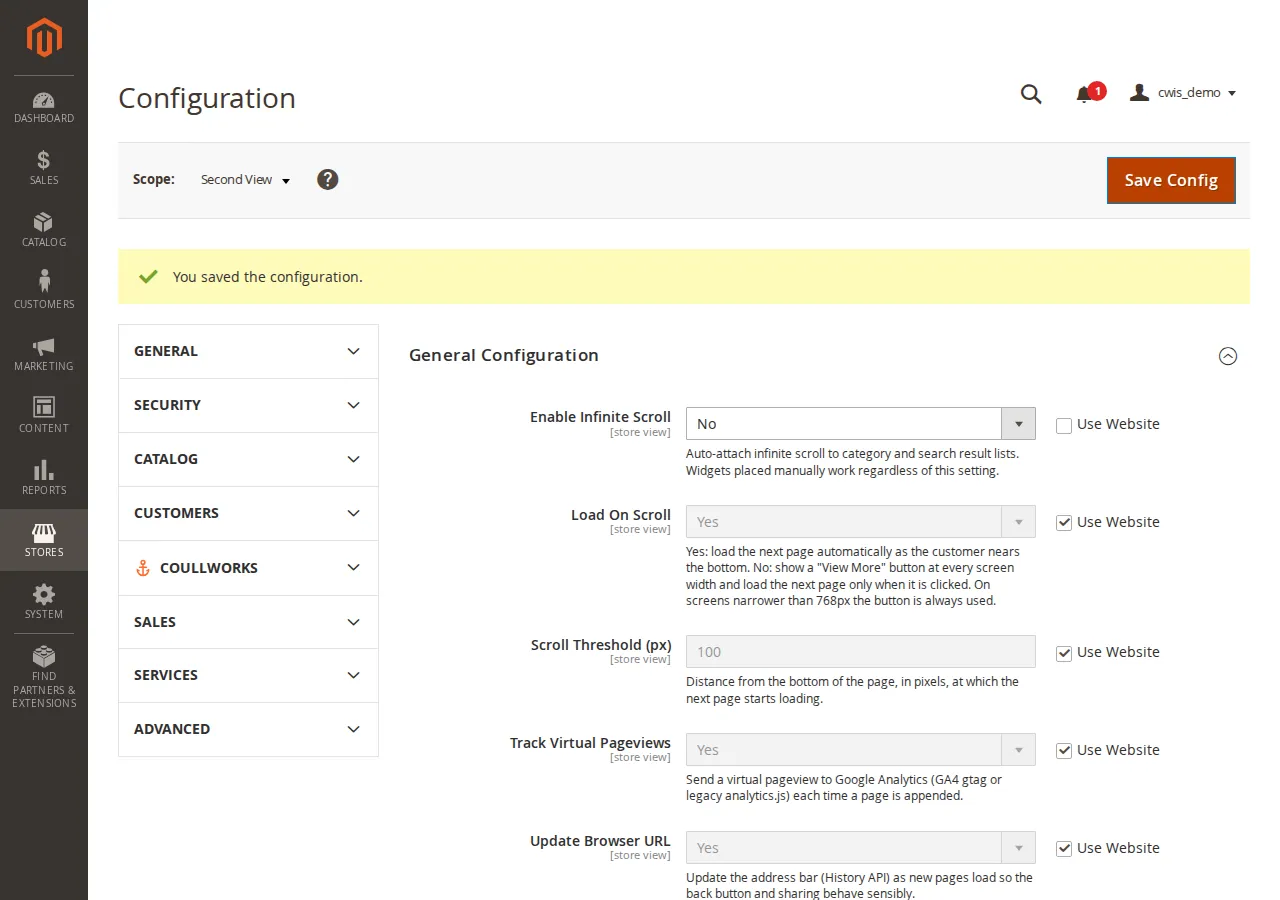 Configuration
1
cwis_demo
DASHBOARD
SALES
CATALOG
CUSTOMERS
MARKETING
CONTENT
REPORTS
STORES
SYSTEM
FIND
PARTNERS &
EXTENSIONS
Scope:
Second View
?
Save Config
You saved the configuration.
GENERAL
SECURITY
CATALOG
CUSTOMERS
COULLWORKS
SALES
SERVICES
ADVANCED
General Configuration
Enable Infinite Scroll
[store view]
No
Use Website
Auto-attach infinite scroll to category and search result lists.
Widgets placed manually work regardless of this setting.
Load On Scroll
[store view]
Yes
Use Website
Yes: load the next page automatically as the customer nears
the bottom. No: show a "View More" button at every screen
width and load the next page only when it is clicked. On
screens narrower than 768px the button is always used.
Scroll Threshold (px)
[store view]
100
Use Website
Distance from the bottom of the page, in pixels, at which the
next page starts loading.
Track Virtual Pageviews
[store view]
Yes
Use Website
Send a virtual pageview to Google Analytics (GA4 gtag or
legacy analytics.js) each time a page is appended.
Update Browser URL
[store view]
Yes
Use Website
Update the address bar (History API) as new pages load so the
back button and sharing behave sensibly.